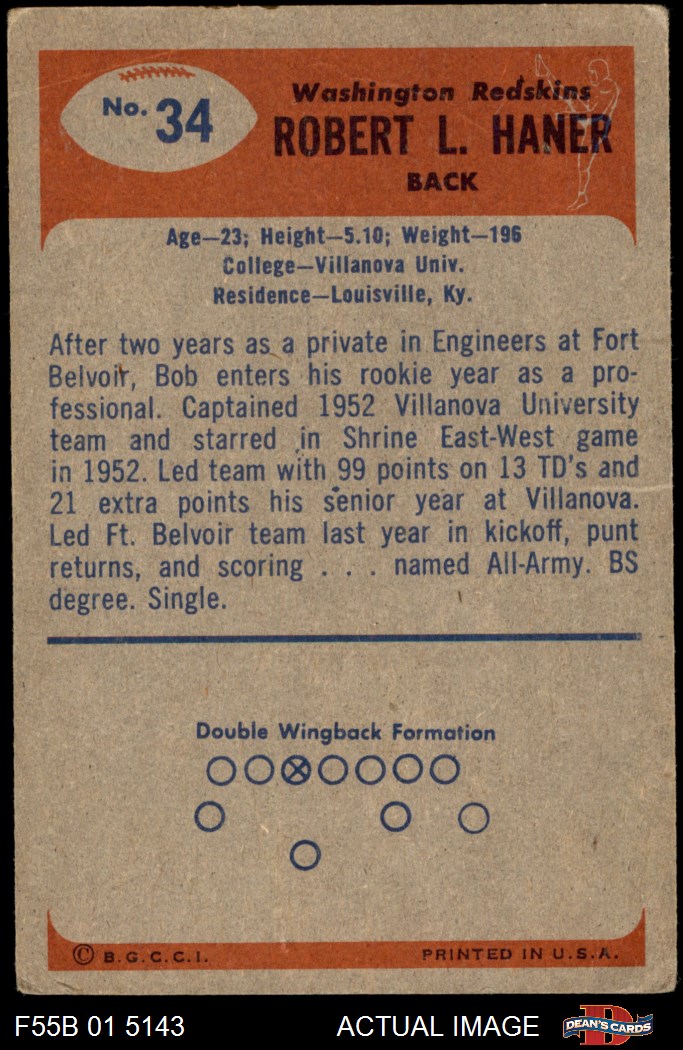 No. 34
Washington Redskins
ROBERT L. HANER
BACK
Age—23; Height—5.10; Weight—196
College—Villanova Univ.
Residence—Louisville, Ky.
After two years as a private in Engineers at Fort
Belvoir, Bob enters his rookie year as a pro-
fessional. Captained 1952 Villanova University
team and starred in Shrine East-West game
in 1952. Led team with 99 points on 13 TD's and
21 extra points his senior year at Villanova.
Led Ft. Belvoir team last year in kickoff, punt
returns, and scoring . . . named All-Army. BS
degree. Single.
Double Wingback Formation
© B.G.C.C.I. PRINTED IN U.S.A.
F55B 01 5143 ACTUAL IMAGE D DEAN'S CARDS